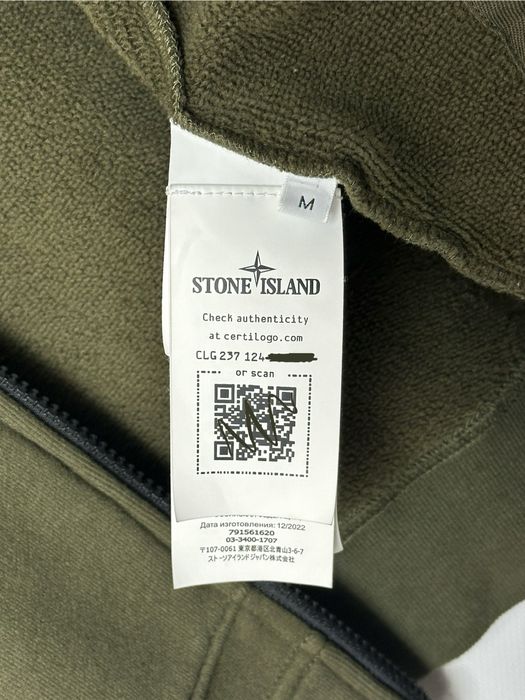 M
STONE ISLAND
Check authenticity
at certilogo.com
CLG 237 124
or scan
Дата изготовления: 12/2022
791561620
03-3400-1707
〒107-0061 東京都港区北青山3-6-7
ストーンアイランドジャパン株式会社